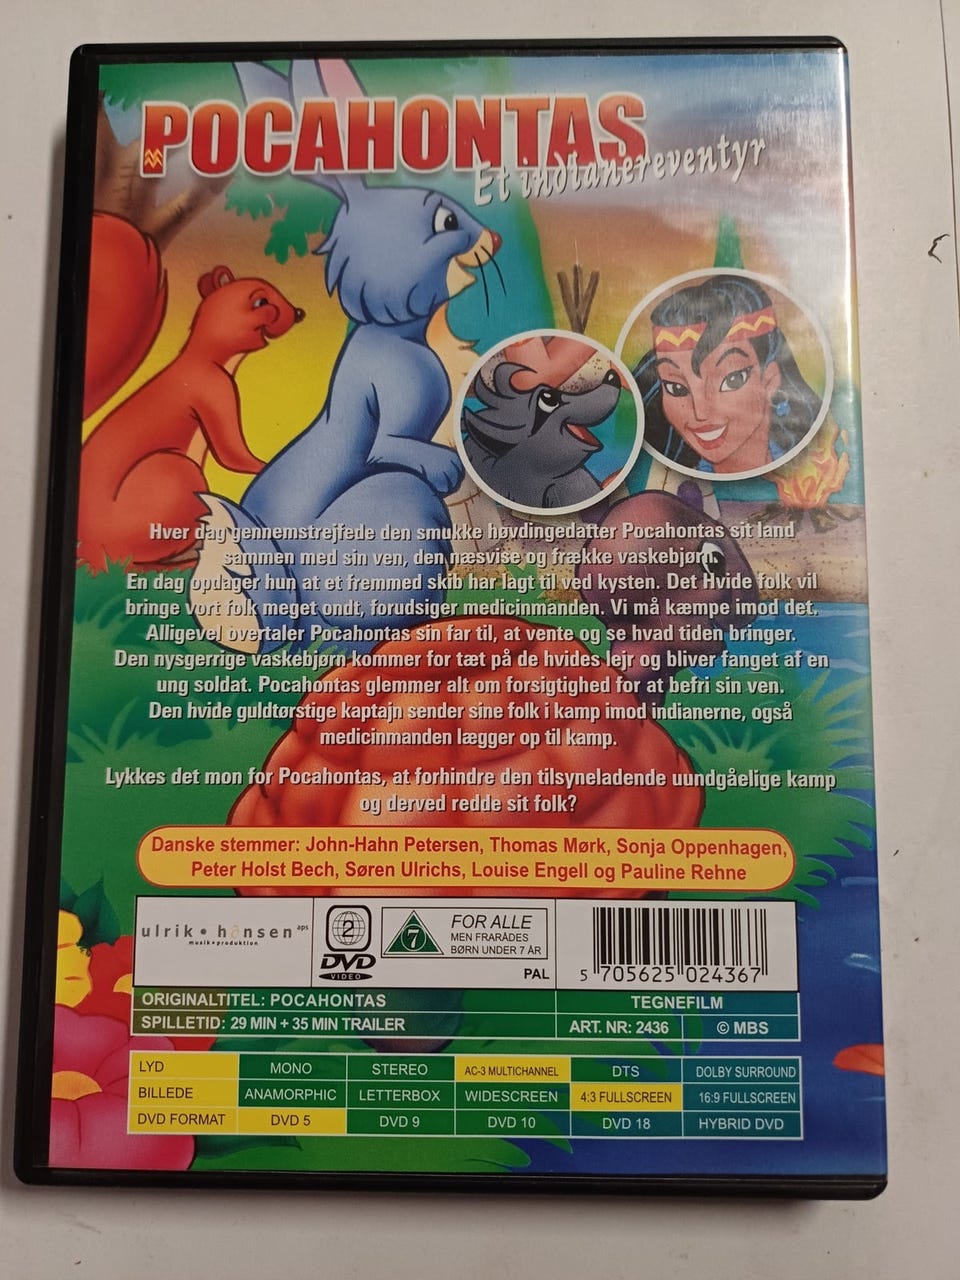 POCAHONTAS
Et indianereventyr
Hver dag gennemstrejfede den smukke høvdingedatter Pocahontas sit land
sammen med sin ven, den næsvise og frække vaskebjørn.
En dag opdager hun at et fremmed skib har lagt til ved kysten. Det Hvide folk vil
bringe vort folk meget ondt, forudsiger medicinmanden. Vi må kæmpe imod det.
Alligevel overtaler Pocahontas sin far til, at vente og se hvad tiden bringer.
Den nysgerrige vaskebjørn kommer for tæt på de hvides lejr og bliver fanget af en
ung soldat. Pocahontas glemmer alt om forsigtighed for at befri sin ven.
Den hvide guldtørstige kaptajn sender sine folk i kamp imod indianerne, også
medicinmanden lægger op til kamp.
Lykkes det mon for Pocahontas, at forhindre den tilsyneladende uundgåelige kamp
og derved redde sit folk?
Danske stemmer: John-Hahn Petersen, Thomas Mørk, Sonja Oppenhagen,
Peter Holst Bech, Søren Ulrichs, Louise Engell og Pauline Rehne
ulrik • hansen aps
musik • produktion
2
DVD
VIDEO
7
FOR ALLE
MEN FRARÅDES
BØRN UNDER 7 ÅR
PAL
5 705625 024367
ORIGINALTITEL: POCAHONTAS
TEGNEFILM
SPILLETID: 29 MIN + 35 MIN TRAILER
ART. NR: 2436
© MBS
LYD MONO STEREO AC-3 MULTICHANNEL DTS DOLBY SURROUND
BILLEDE ANAMORPHIC LETTERBOX WIDESCREEN 4:3 FULLSCREEN 16:9 FULLSCREEN
DVD FORMAT DVD 5 DVD 9 DVD 10 DVD 18 HYBRID DVD